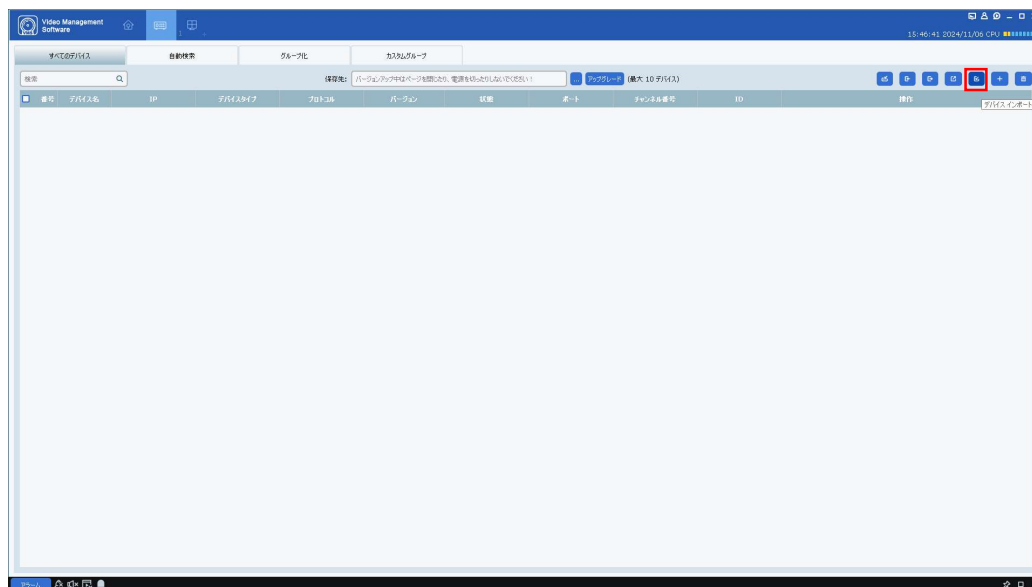 Video Management
Software
15:46:41 2024/11/06 CPU
すべてのデバイス 自動検索 グループ化 カスタムグループ
検索 保存先: バージョンアップ中はページを閉じたり、電源を切ったりしないでください! ... アップグレード (最大 10 デバイス)
番号 デバイス名 IP デバイスタイプ プロトコル バージョン 状態 ポート チャンネル番号 ID 操作
デバイス インポート
アラーム